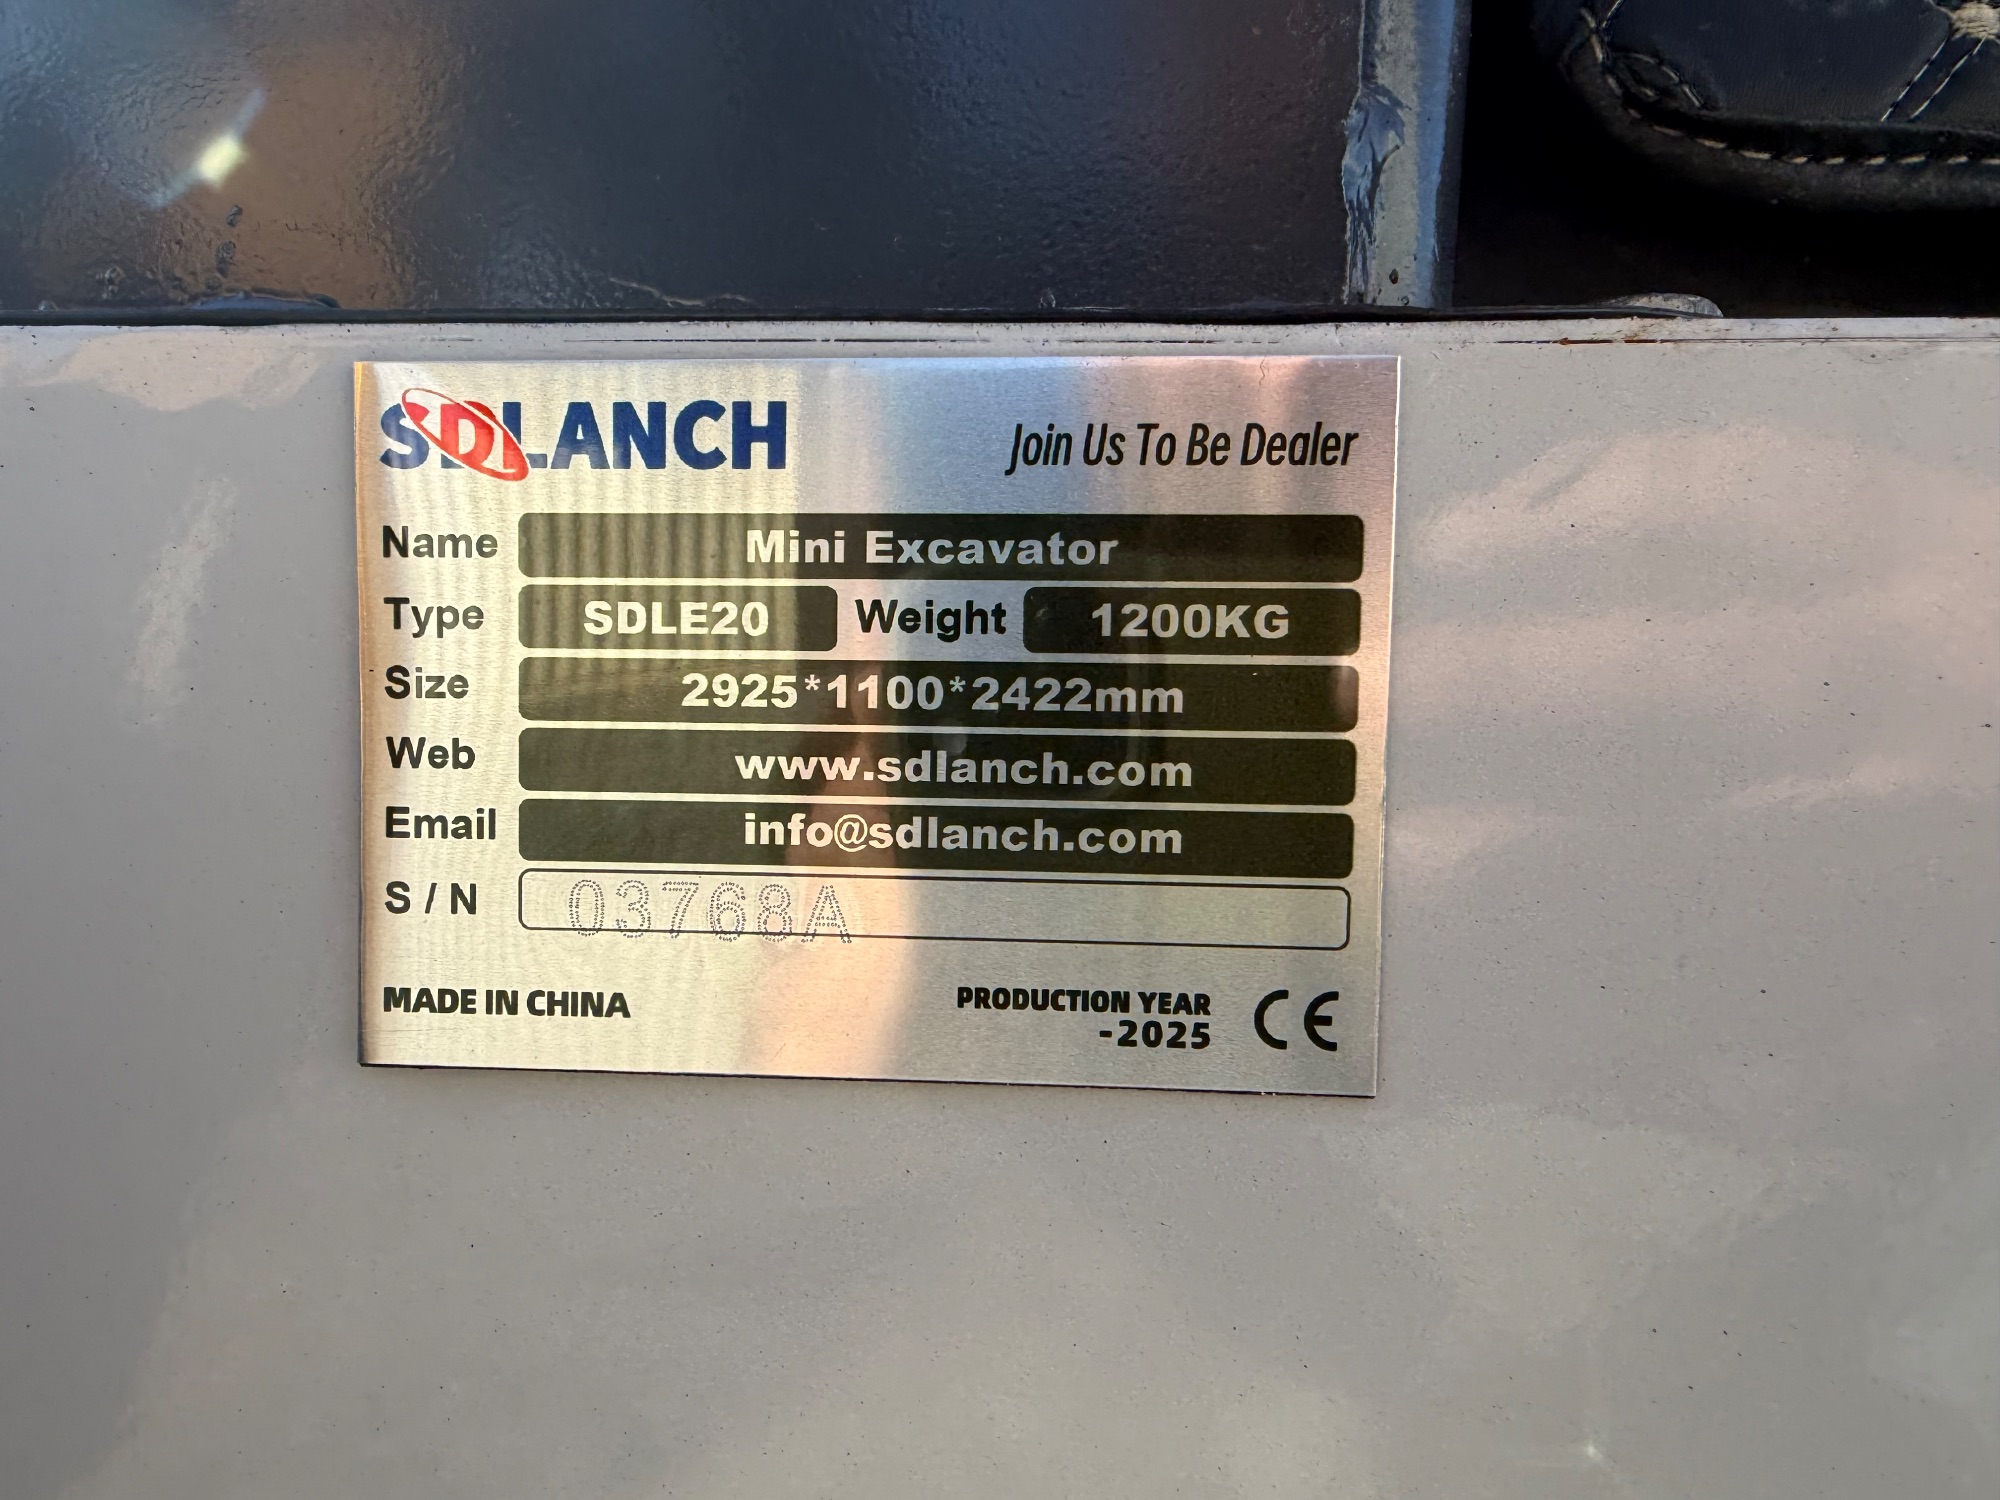 SDLANCH
Join Us To Be Dealer
Name Mini Excavator
Type SDLE20 Weight 1200KG
Size 2925*1100*2422mm
Web www.sdlanch.com
Email info@sdlanch.com
S / N 03768A
MADE IN CHINA
PRODUCTION YEAR
-2025
CE